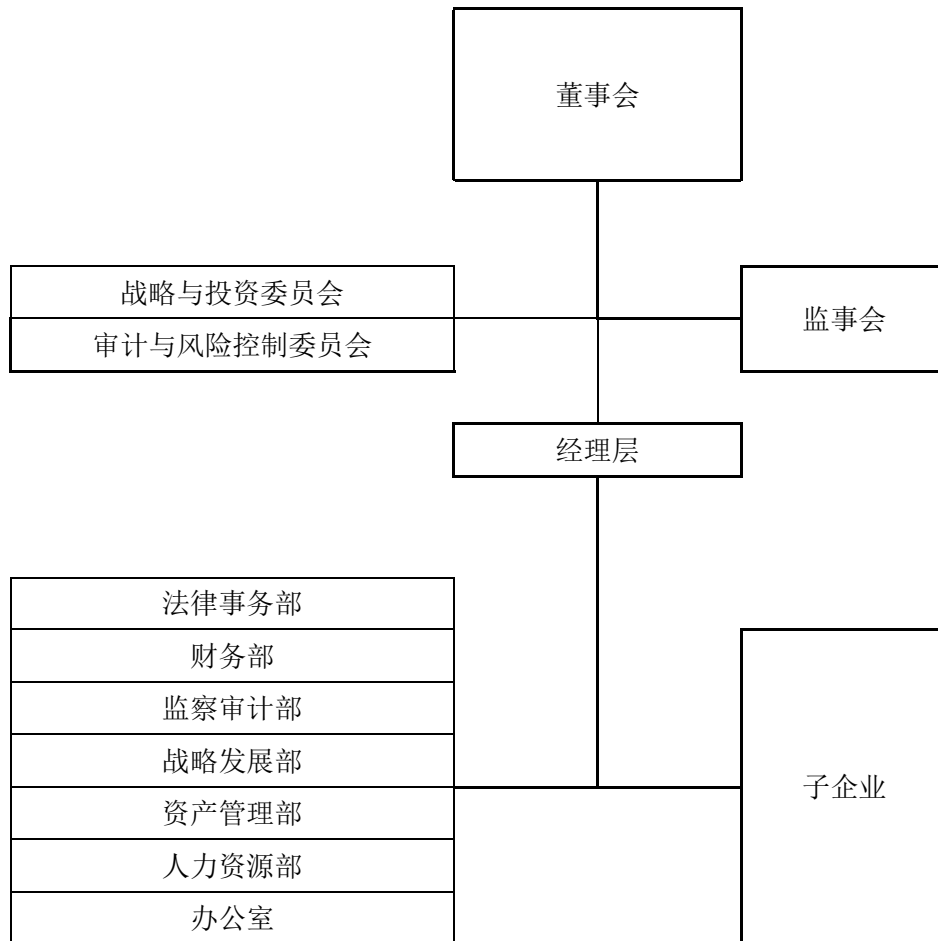 董事会
战略与投资委员会
审计与风险控制委员会
监事会
经理层
法律事务部
财务部
监察审计部
战略发展部
资产管理部
人力资源部
办公室
子企业